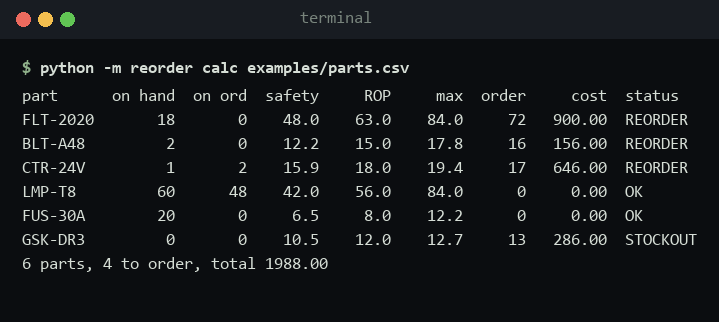 terminal
$ python -m reorder calc examples/parts.csv
part      on hand  on ord  safety     ROP     max  order     cost  status
FLT-2020       18       0    48.0    63.0    84.0     72   900.00  REORDER
BLT-A48         2       0    12.2    15.0    17.8     16   156.00  REORDER
CTR-24V         1       2    15.9    18.0    19.4     17   646.00  REORDER
LMP-T8         60      48    42.0    56.0    84.0      0     0.00  OK
FUS-30A        20       0     6.5     8.0    12.2      0     0.00  OK
GSK-DR3         0       0    10.5    12.0    12.7     13   286.00  STOCKOUT
6 parts, 4 to order, total 1988.00